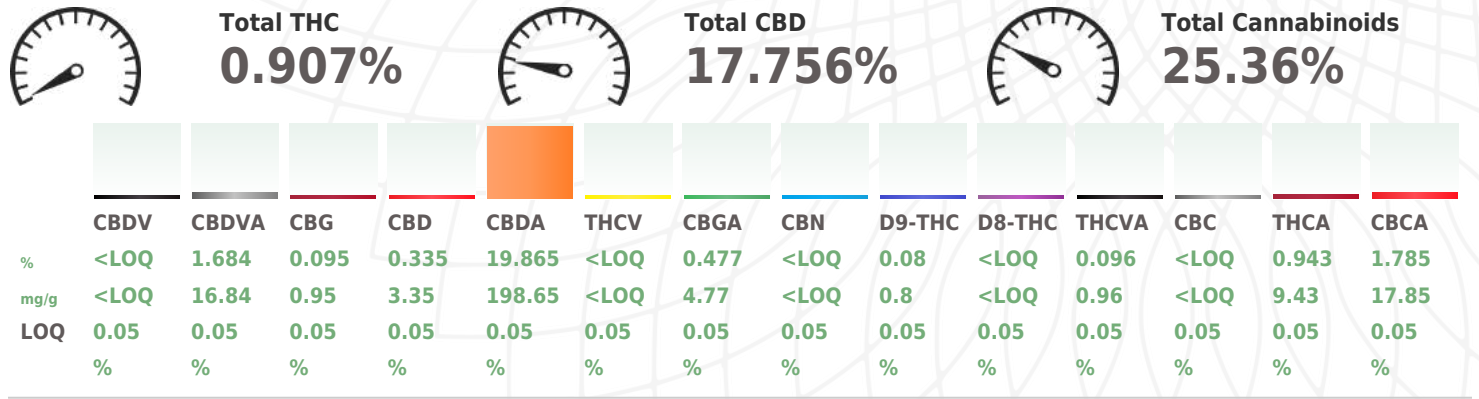 Total THC
0.907%
Total CBD
17.756%
Total Cannabinoids
25.36%
CBDV CBDVA CBG CBD CBDA THCV CBGA CBN D9-THC D8-THC THCVA CBC THCA CBCA
% <LOQ 1.684 0.095 0.335 19.865 <LOQ 0.477 <LOQ 0.08 <LOQ 0.096 <LOQ 0.943 1.785
mg/g <LOQ 16.84 0.95 3.35 198.65 <LOQ 4.77 <LOQ 0.8 <LOQ 0.96 <LOQ 9.43 17.85
LOQ 0.05 0.05 0.05 0.05 0.05 0.05 0.05 0.05 0.05 0.05 0.05 0.05 0.05 0.05
% % % % % % % % % % % % % %